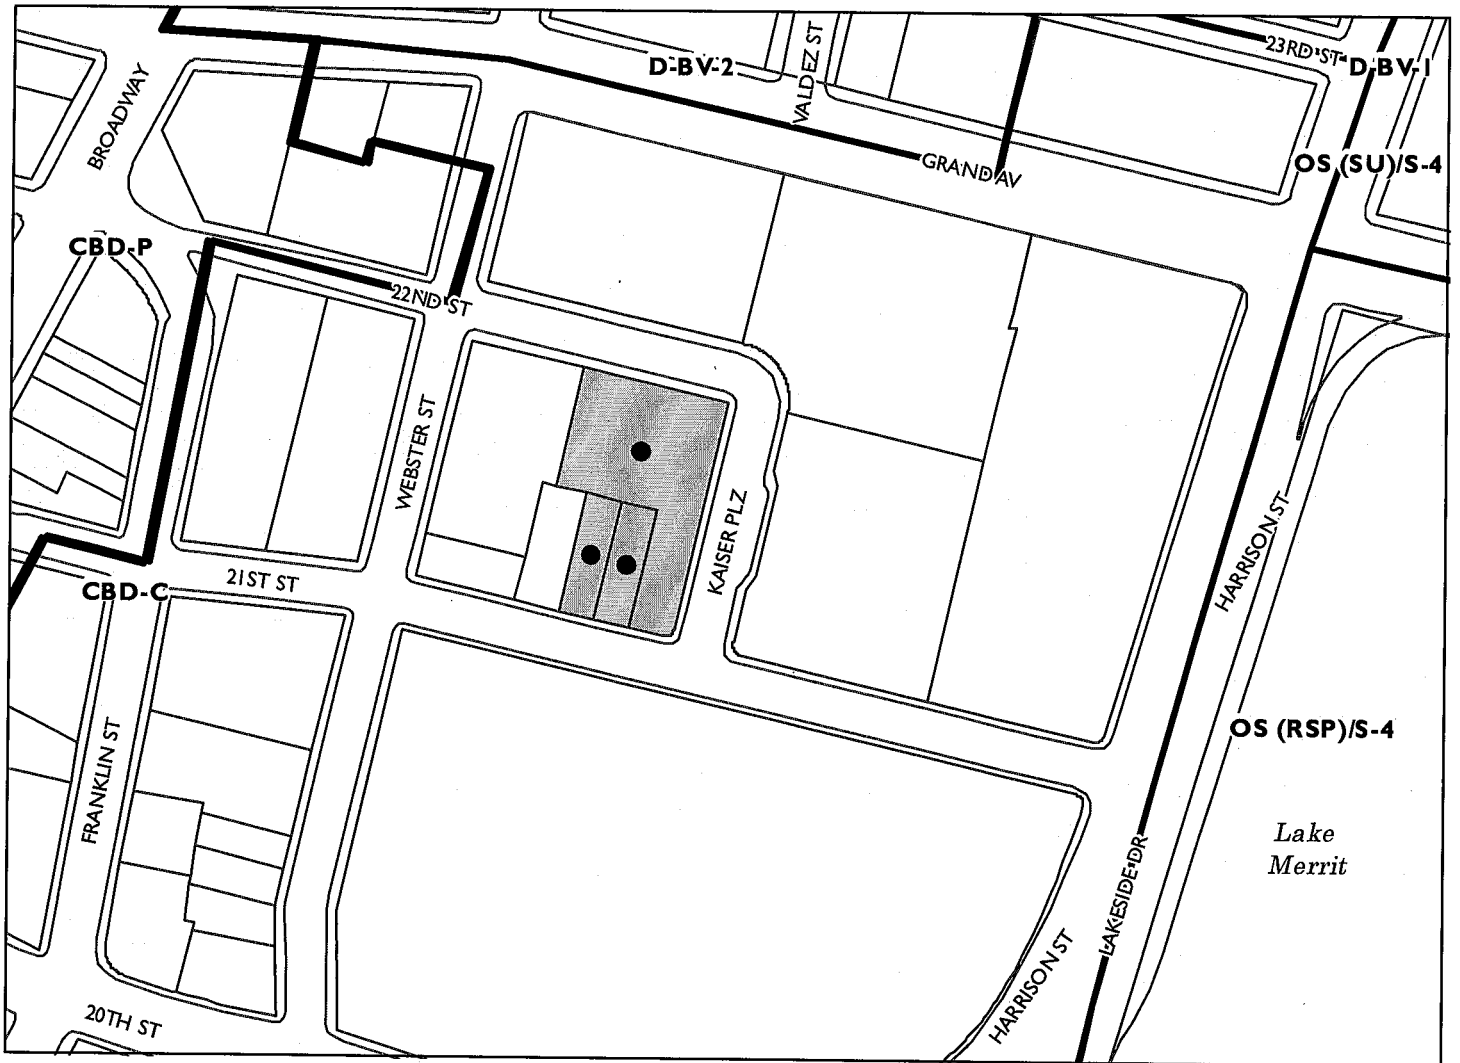 BROADWAY
D-BV-2
VALDEZ ST
23RD ST
D-BV-1
GRAND AV
OS (SU)/S-4
CBD-P
22ND ST
WEBSTER ST
KAISER PLZ
HARRISON ST
21ST ST
CBD-C
FRANKLIN ST
OS (RSP)/S-4
Lake
Merrit
LAKESIDE DR
HARRISON ST
20TH ST